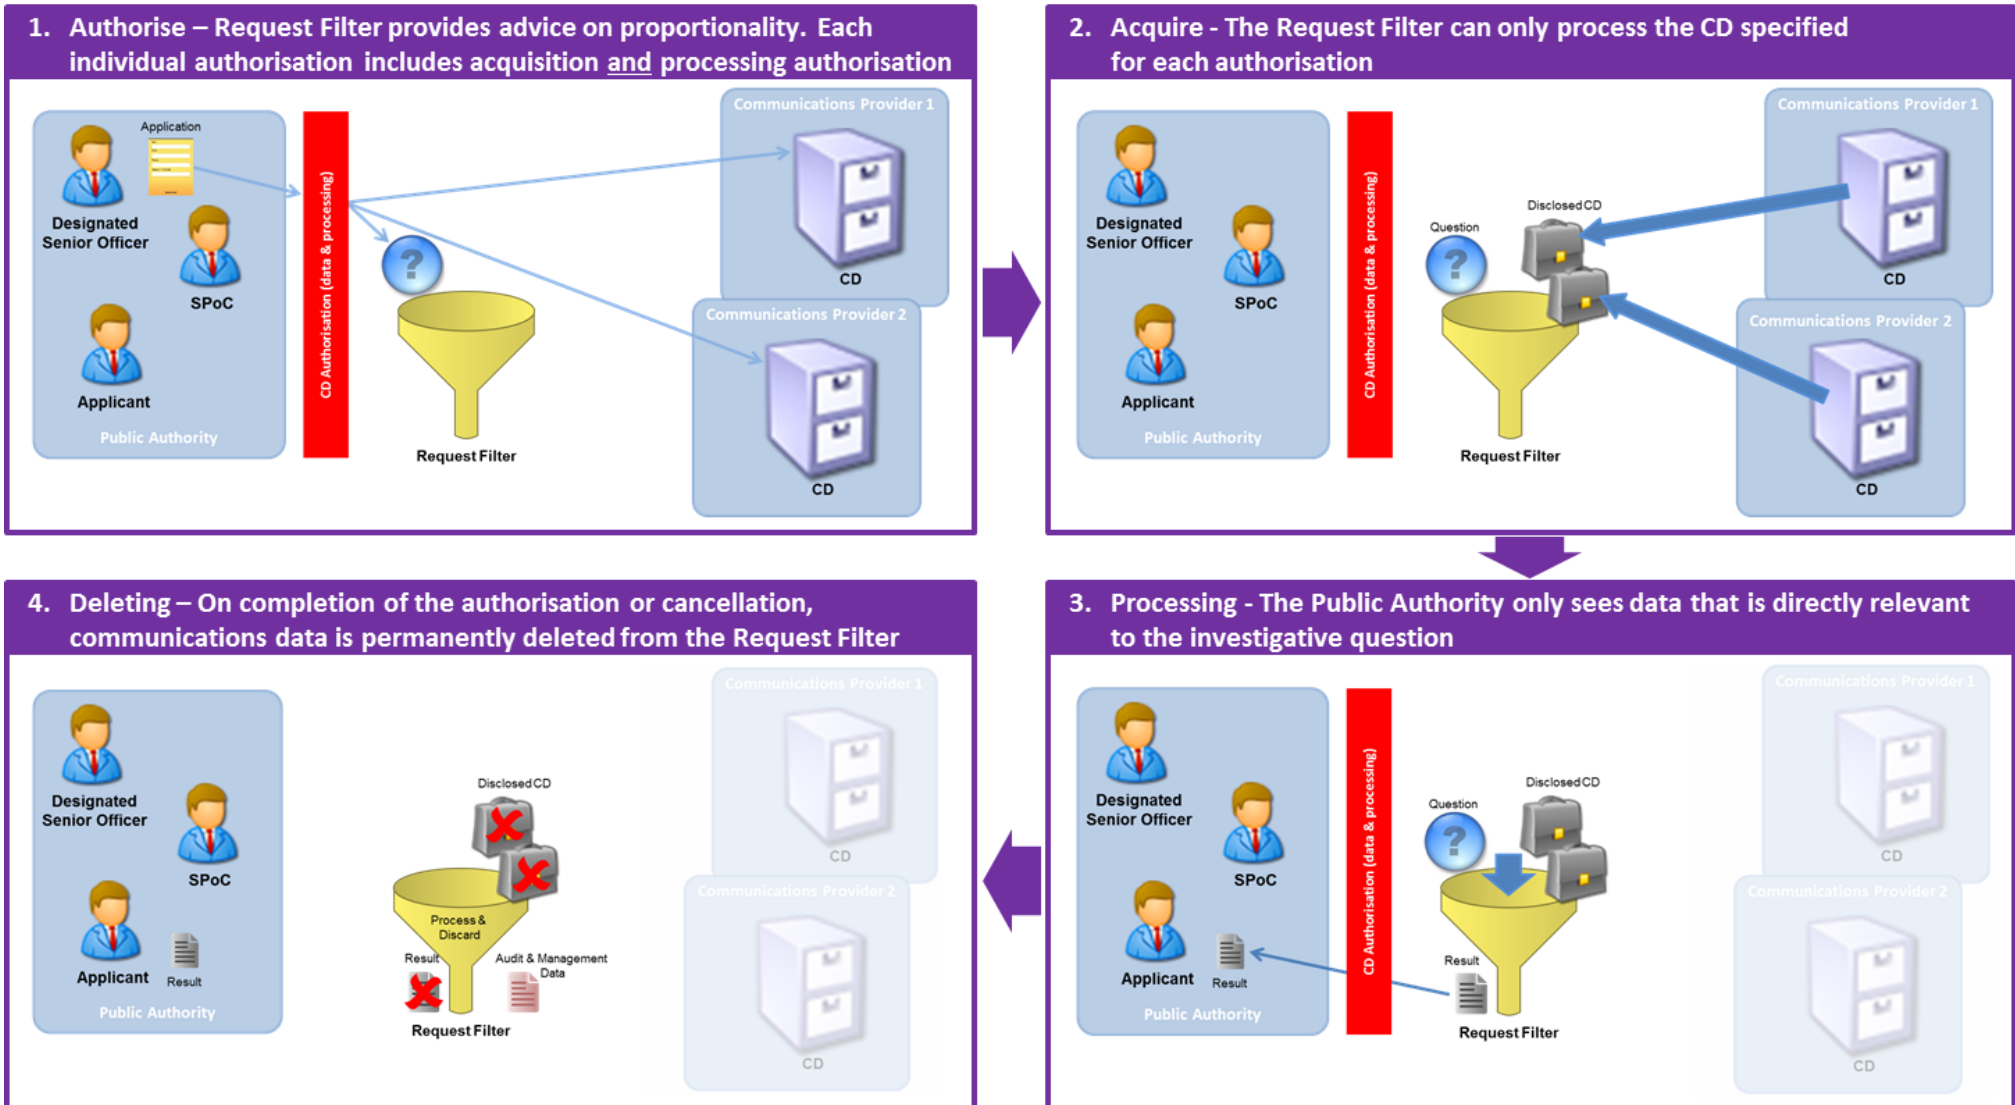 1. Authorise – Request Filter provides advice on proportionality. Each
individual authorisation includes acquisition and processing authorisation
Application
Designated
Senior Officer
SPoC
Applicant
Public Authority
CD Authorisation (data & processing)
?
Request Filter
Communications Provider 1
CD
Communications Provider 2
CD
2. Acquire - The Request Filter can only process the CD specified
for each authorisation
Designated
Senior Officer
SPoC
Applicant
Public Authority
CD Authorisation (data & processing)
Question
?
Disclosed CD
Request Filter
Communications Provider 1
CD
Communications Provider 2
CD
4. Deleting – On completion of the authorisation or cancellation,
communications data is permanently deleted from the Request Filter
Designated
Senior Officer
SPoC
Applicant
Result
Public Authority
Disclosed CD
Process &
Discard
Result
Audit & Management
Data
Request Filter
Communications Provider 1
CD
Communications Provider 2
CD
3. Processing - The Public Authority only sees data that is directly relevant
to the investigative question
Designated
Senior Officer
SPoC
Applicant
Result
Public Authority
CD Authorisation (data & processing)
Question
?
Disclosed CD
Result
Request Filter
Communications Provider 1
CD
Communications Provider 2
CD